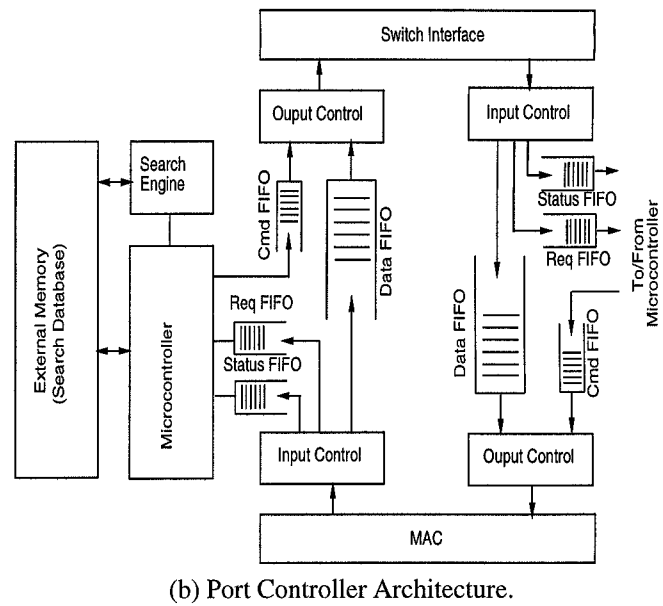 Switch Interface
Ouput Control
Input Control
Search
Engine
Cmd FIFO
Data FIFO
Status FIFO
Req FIFO
To/From
Microcontroller
External Memory
(Search Database)
Microcontroller
Req FIFO
Status FIFO
Data FIFO
Cmd FIFO
Input Control
Ouput Control
MAC
(b) Port Controller Architecture.